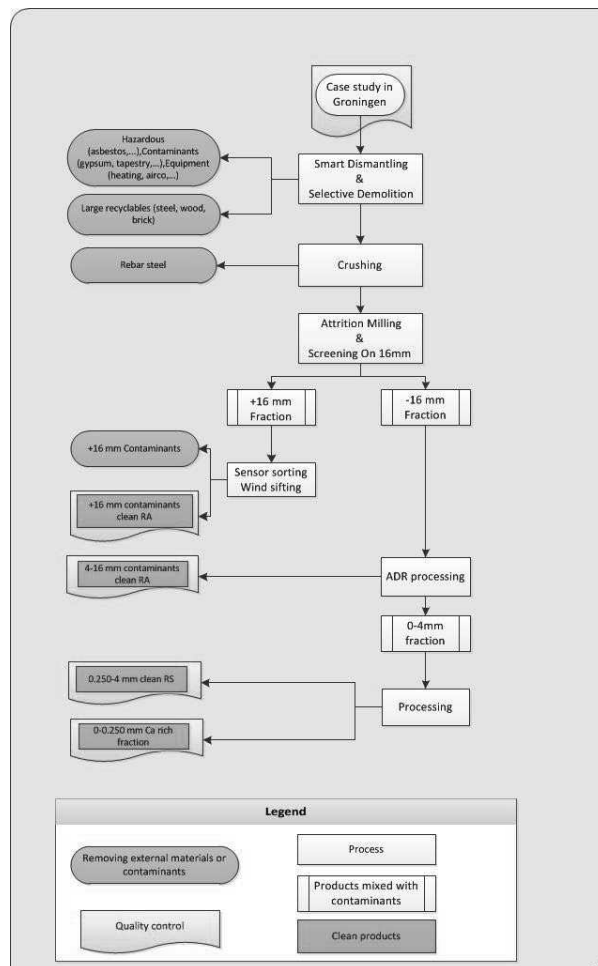 Case study in
Groningen
Hazardous
(asbestos,...),Contaminants
(gypsum, tapestry,...),Equipment
(heating, airco,...)
Smart Dismantling
&
Selective Demolition
Large recyclables (steel, wood,
brick)
Rebar steel
Crushing
Attrition Milling
&
Screening On 16mm
+16 mm
Fraction
-16 mm
Fraction
+16 mm Contaminants
Sensor sorting
Wind sifting
+16 mm contaminants
clean RA
4-16 mm contaminants
clean RA
ADR processing
0-4mm
fraction
0.250-4 mm clean RS
Processing
0-0.250 mm Ca rich
fraction
Legend
Removing external materials or
contaminants
Process
Products mixed with
contaminants
Quality control
Clean products